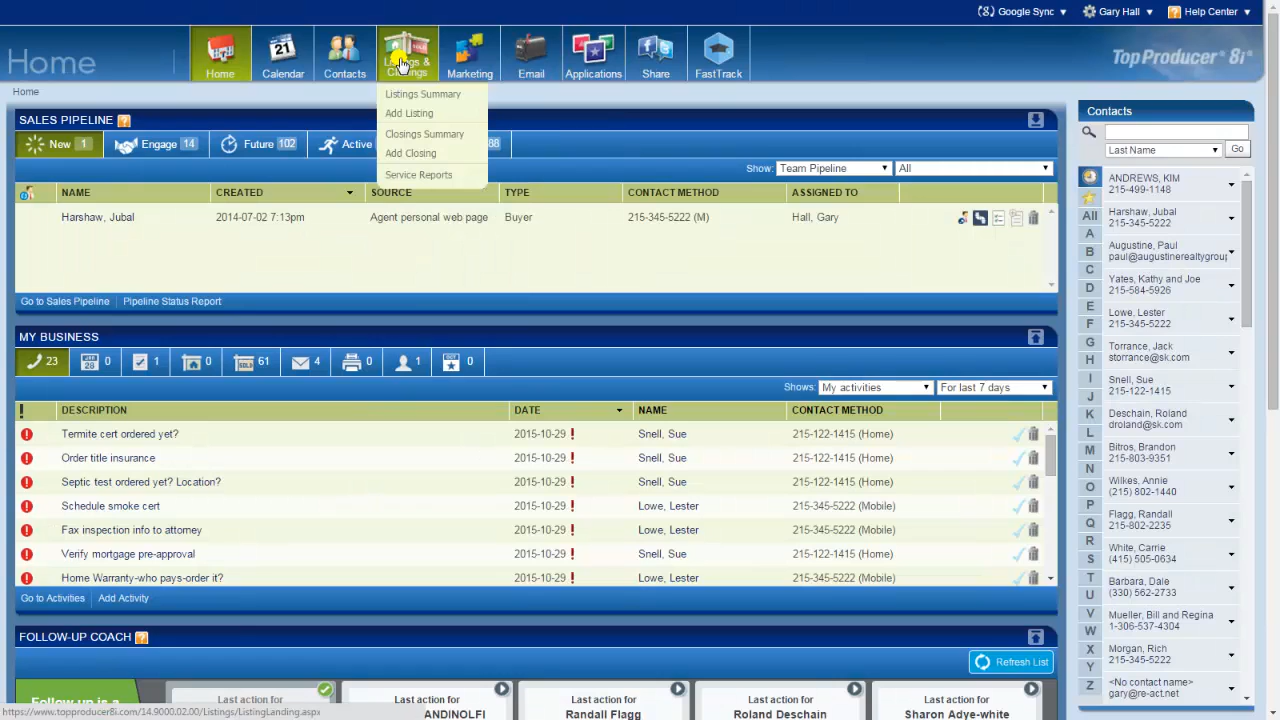 Google Sync
Gary Hall
Help Center
Home
Home
Calendar
Contacts
Listings & Closings
Marketing
Email
Applications
Share
FastTrack
TOP PRODUCER® 8i®
Home
Listings Summary
Add Listing
Closings Summary
Add Closing
Service Reports
SALES PIPELINE
New 1
Engage 14
Future 102
Active
88
Show: Team Pipeline All
NAME CREATED SOURCE TYPE CONTACT METHOD ASSIGNED TO
Harshaw, Jubal 2014-07-02 7:13pm Agent personal web page Buyer 215-345-5222 (M) Hall, Gary
Go to Sales Pipeline Pipeline Status Report
MY BUSINESS
23 0 1 0 61 4 0 1 0
Shows: My activities For last 7 days
! DESCRIPTION DATE NAME CONTACT METHOD
Termite cert ordered yet? 2015-10-29 ! Snell, Sue 215-122-1415 (Home)
Order title insurance 2015-10-29 ! Snell, Sue 215-122-1415 (Home)
Septic test ordered yet? Location? 2015-10-29 ! Snell, Sue 215-122-1415 (Home)
Schedule smoke cert 2015-10-29 ! Lowe, Lester 215-345-5222 (Mobile)
Fax inspection info to attorney 2015-10-29 ! Lowe, Lester 215-345-5222 (Mobile)
Verify mortgage pre-approval 2015-10-29 ! Snell, Sue 215-122-1415 (Home)
Home Warranty-who pays-order it? 2015-10-29 ! Lowe, Lester 215-345-5222 (Mobile)
Go to Activities Add Activity
FOLLOW-UP COACH
Refresh List
Follow up is a
Last action for
Last action for
ANDINOLFI
Last action for
Randall Flagg
Last action for
Roland Deschain
Last action for
Sharon Adye-white
https://www.topproducer8i.com/14.9000.02.00/Listings/ListingLanding.aspx
Contacts
Last Name Go
All
A
B
C
D
E
F
G
H
I
J
K
L
M
N
O
P
Q
R
S
T
U
V
W
X
Y
Z
ANDREWS, KIM
215-499-1148
Harshaw, Jubal
215-345-5222
Augustine, Paul
paul@augustinerealtygroup
Yates, Kathy and Joe
215-584-5926
Lowe, Lester
215-345-5222
Torrance, Jack
storrance@sk.com
Snell, Sue
215-122-1415
Deschain, Roland
droland@sk.com
Bitros, Brandon
215-803-9351
Wilkes, Annie
(215) 802-1440
Flagg, Randall
215-802-2235
White, Carrie
(415) 505-0634
Barbara, Dale
(330) 562-2733
Mueller, Bill and Regina
1-306-537-4304
Morgan, Rich
215-345-5222
<No contact name>
gary@re-act.net